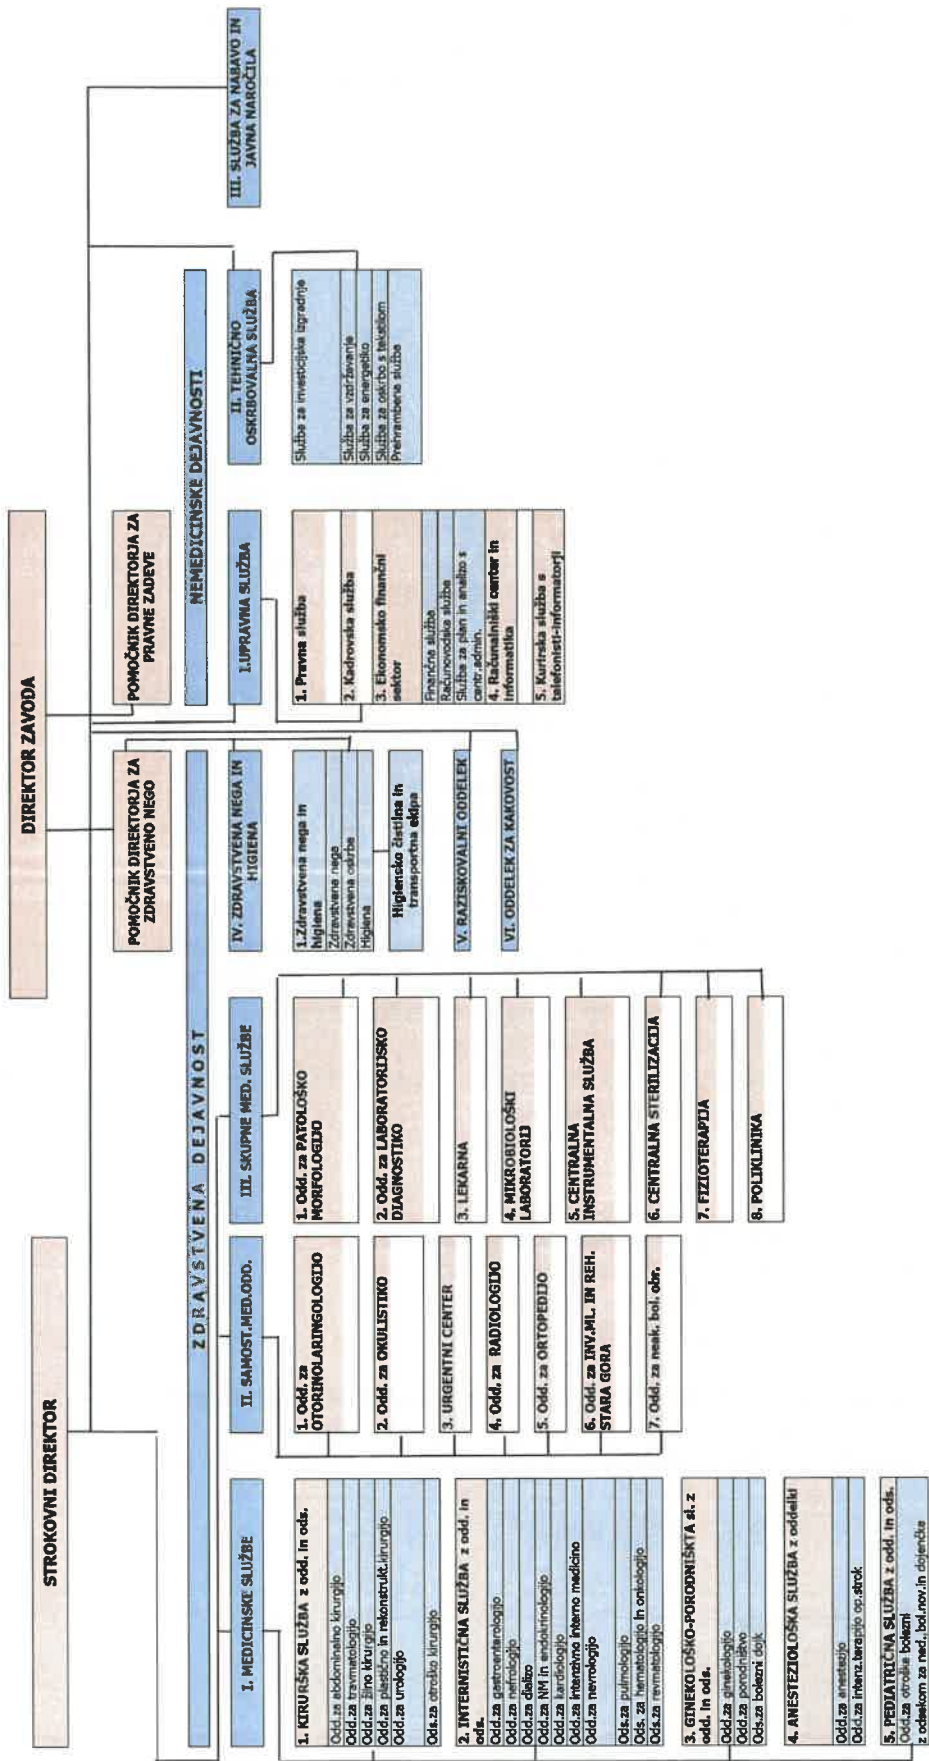 DIREKTOR ZAVODA
STROKOVNI DIREKTOR
POMOČNIK DIREKTORJA ZA
ZDRAVSTVENO NEGO
POMOČNIK DIREKTORJA ZA
PRAVNE ZADEVE
ZDRAVSTVENA DEJAVNOST
NEMEDICINSKE DEJAVNOSTI
I. MEDICINSKE SLUŽBE
1. KIRURŠKA SLUŽBA z odd. in ods.
Odd.za abdominalno kirurgijo
Odd.za travmatologijo
Odd.za žilno kirurgijo
Odd.za plastično in rekonstrukt.kirurgijo
Odd.za urologijo
Ods.za otroško kirurgijo
2. INTERNISTIČNA SLUŽBA z odd. in
ods.
Odd.za gastroenterologijo
Odd.za nefrologijo
Odd.za dializo
Odd.za NM in endokrinologijo
Odd.za kardiologijo
Odd.za intenzivno interno medicino
Odd.za nevrologijo
Ods.za pulmologijo
Ods. za hematologijo in onkologijo
Ods.za revmatologijo
3. GINEKOLOŠKO-PORODNIŠKTA sl. z
odd. in ods.
Odd.za ginekologijo
Odd.za porodništvo
Ods.za bolezni dojk
4. ANESTEZIOLOŠKA SLUŽBA z oddelki
Odd.za anestezijo
Odd.za intenz.terapijo op.strok
5. PEDIATRIČNA SLUŽBA z odd. in ods.
Odd.za otroške bolezni
z odsekom za ned., bol.nov.in dojenčke
II. SAMOST.MED.ODD.
1. Odd. za
OTORINOLARINGOLOGIJO
2. Odd. za OKULISTIKO
3. URGENTNI CENTER
4. Odd. za RADIOLOGIJO
5. Odd. za ORTOPEDIJO
6. Odd. za INV.ML. IN REH.
STARA GORA
7. Odd. za neak. bol. obr.
III. SKUPNE MED. SLUŽBE
1. Odd. za PATOLOŠKO
MORFOLOGIJO
2. Odd. za LABORATORIJSKO
DIAGNOSTIKO
3. LEKARNA
4. MIKROBIOLOŠKI
LABORATORIJ
5. CENTRALNA
INSTRUMENTALNA SLUŽBA
6. CENTRALNA STERILIZACIJA
7. FIZIOTERAPIJA
8. POLIKLINIKA
IV. ZDRAVSTVENA NEGA IN
HIGIENA
1.Zdravstvena nega in
higiena
Zdravstvena nega
Zdravstvena oskrbe
Higiena
Higiensko čistilna in
transportna ekipa
V. RAZISKOVALNI ODDELEK
VI. ODDELEK ZA KAKOVOST
I.UPRAVNA SLUŽBA
1. Pravna služba
2. Kadrovska služba
3. Ekonomsko finančni
sektor
Finančna služba
Računovodska služba
Služba za plan in analizo s
centr.admin.
4. Računalniški center in
informatika
5. Kurirska služba s
telefonisti-informatorji
II. TEHNIČNO
OSKRBOVALNA SLUŽBA
Služba za investicijske izgradnje
Služba za vzdrževanje
Služba za energetiko
Služba za oskrbo s tekstilom
Prehrambena služba
III. SLUŽBA ZA NABAVO IN
JAVNA NAROČILA